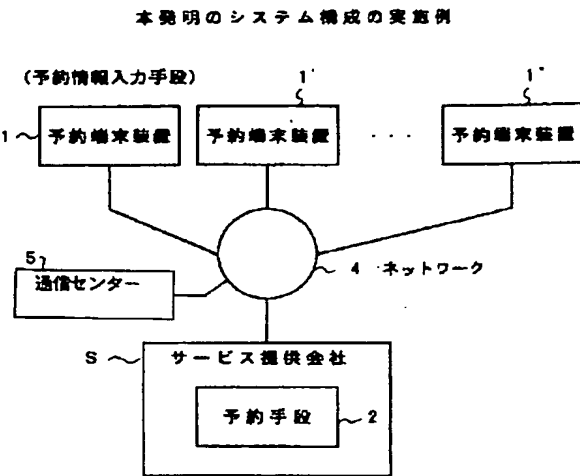 本発明のシステム構成の実施例
(予約情報入力手段)
1' 1"
1 予約端末装置 予約端末装置 · · · 予約端末装置
5
通信センター
4 ネットワーク
S サービス提供会社
予約手段 2